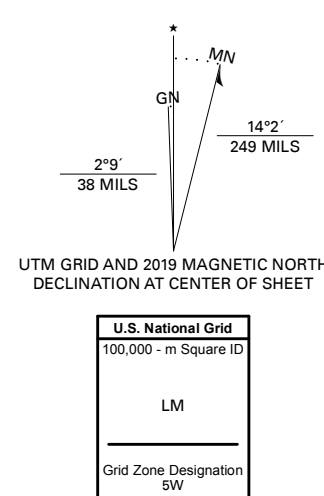 ★
MN
GN
14°2´
249 MILS
2°9´
38 MILS
UTM GRID AND 2019 MAGNETIC NORTH
DECLINATION AT CENTER OF SHEET
U.S. National Grid
100,000 - m Square ID
LM
Grid Zone Designation
5W